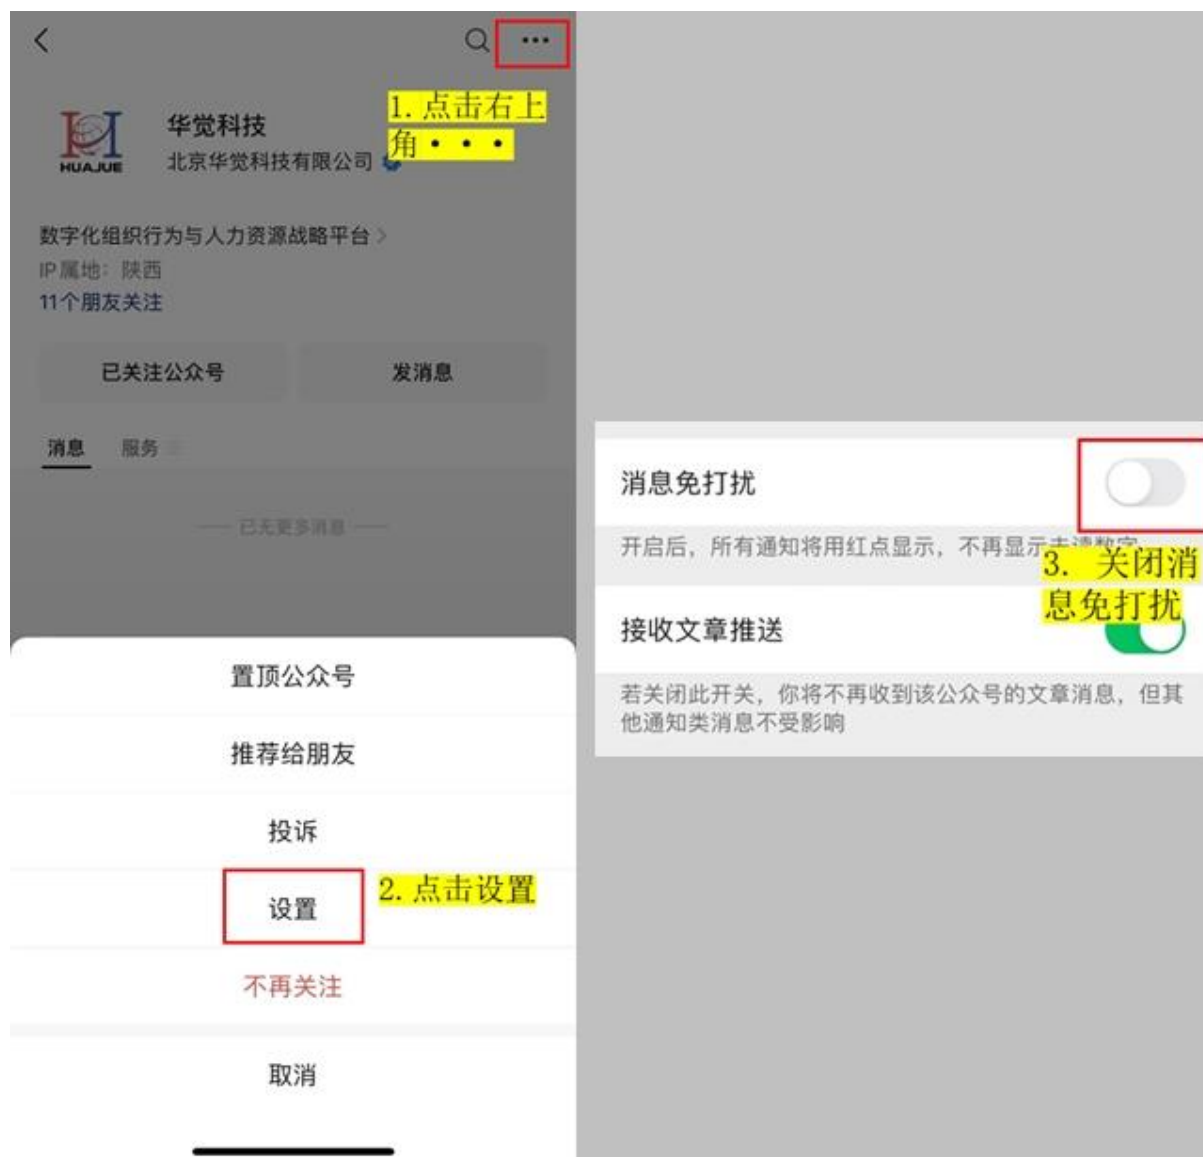 1. 点击右上
角・・・
华觉科技
北京华觉科技有限公司
HUAJUE
数字化组织行为与人力资源战略平台
IP属地：陕西
11个朋友关注
已关注公众号
发消息
消息
服务
已无更多消息
置顶公众号
推荐给朋友
投诉
设置
2. 点击设置
不再关注
取消
消息免打扰
开启后，所有通知将用红点显示，不再显示未读数字
3. 关闭消
息免打扰
接收文章推送
若关闭此开关，你将不再收到该公众号的文章消息，但其
他通知类消息不受影响